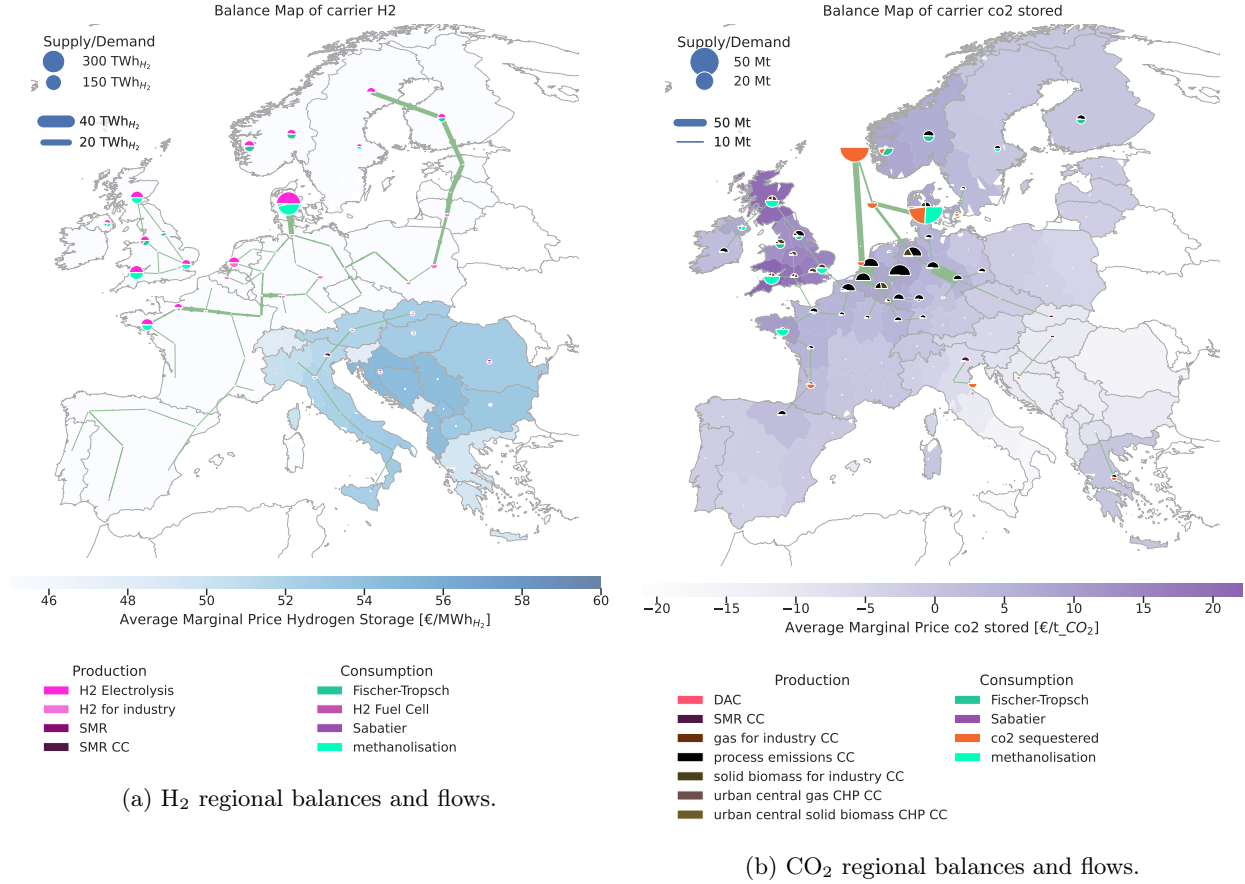 Balance Map of carrier H2
Supply/Demand
300 TWh$_{H_2}$
150 TWh$_{H_2}$
40 TWh$_{H_2}$
20 TWh$_{H_2}$
46 48 50 52 54 56 58 60
Average Marginal Price Hydrogen Storage [€/MWh$_{H_2}$]
Production
H2 Electrolysis
H2 for industry
SMR
SMR CC
Consumption
Fischer-Tropsch
H2 Fuel Cell
Sabatier
methanolisation
(a) H₂ regional balances and flows.
Balance Map of carrier co2 stored
Supply/Demand
50 Mt
20 Mt
50 Mt
10 Mt
−20 −15 −10 −5 0 5 10 15 20
Average Marginal Price co2 stored [€/t_$CO_2$]
Production
DAC
SMR CC
gas for industry CC
process emissions CC
solid biomass for industry CC
urban central gas CHP CC
urban central solid biomass CHP CC
Consumption
Fischer-Tropsch
Sabatier
co2 sequestered
methanolisation
(b) CO₂ regional balances and flows.